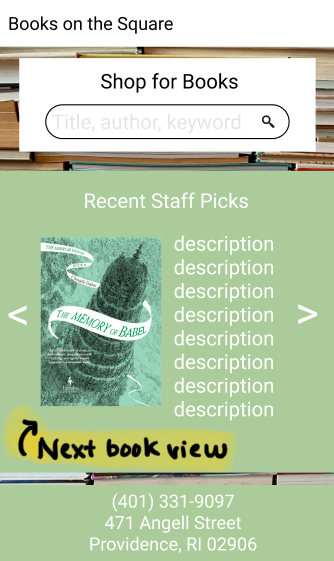 Books on the Square
Shop for Books
Title, author, keyword
Recent Staff Picks
THE MIRROR VISITOR
BOOK 3
Christelle Dabos
THE MEMORY OF BABEL
<
description
description
description
description
description
description
description
description
>
Next book view
(401) 331-9097
471 Angell Street
Providence, RI 02906